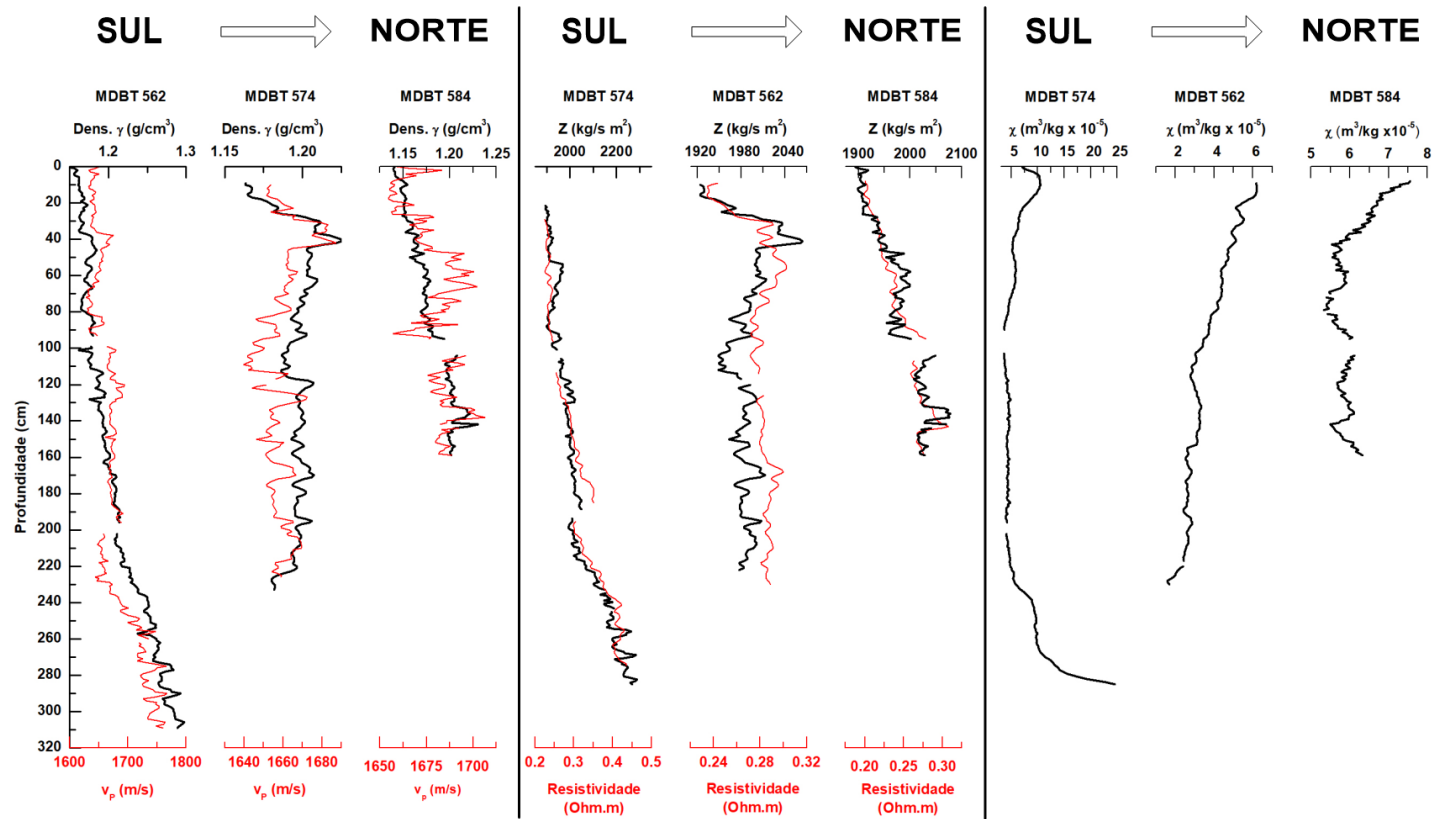 SUL NORTE SUL NORTE SUL NORTE
MDBT 562 MDBT 574 MDBT 584 MDBT 574 MDBT 562 MDBT 584 MDBT 574 MDBT 562 MDBT 584
Dens. γ (g/cm³) Dens. γ (g/cm³) Dens. γ (g/cm³) Z (kg/s m²) Z (kg/s m²) Z (kg/s m²) χ (m³/kg x 10⁻⁵) χ (m³/kg x 10⁻⁵) χ (m³/kg x10⁻⁵)
1.2 1.3 1.15 1.20 1.15 1.20 1.25 2000 2200 1920 1980 2040 1900 2000 2100 5 10 15 20 25 2 4 6 5 6 7 8
0
20
40
60
80
100
120
140
160
180
200
220
240
260
280
300
320
Profundidade (cm)
1600 1700 1800 1640 1660 1680 1650 1675 1700 0.2 0.3 0.4 0.5 0.24 0.28 0.32 0.20 0.25 0.30
vP (m/s) vP (m/s) vp (m/s) Resistividade Resistividade Resistividade
(Ohm.m) (Ohm.m) (Ohm.m)